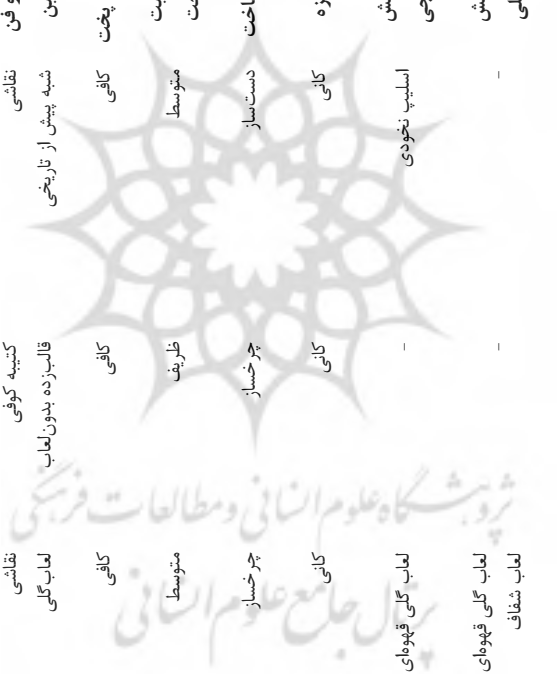 و فن نقاشی کتیبه کوفی نقاشی
شبه پیش از تاریخی قالب‌زده بدون‌لعاب لعاب‌گلی
پخت کافی کافی کافی
متوسط ظریف متوسط
دست‌ساز چرخساز چرخساز
کانی کانی کانی
اسلیپ نخودی - لعاب گلی قهوه‌ای
- - لعاب گلی قهوه‌ای
لعاب شفاف
پژوهشگاه علوم انسانی و مطالعات فرهنگی
پرتال جامع علوم انسانی